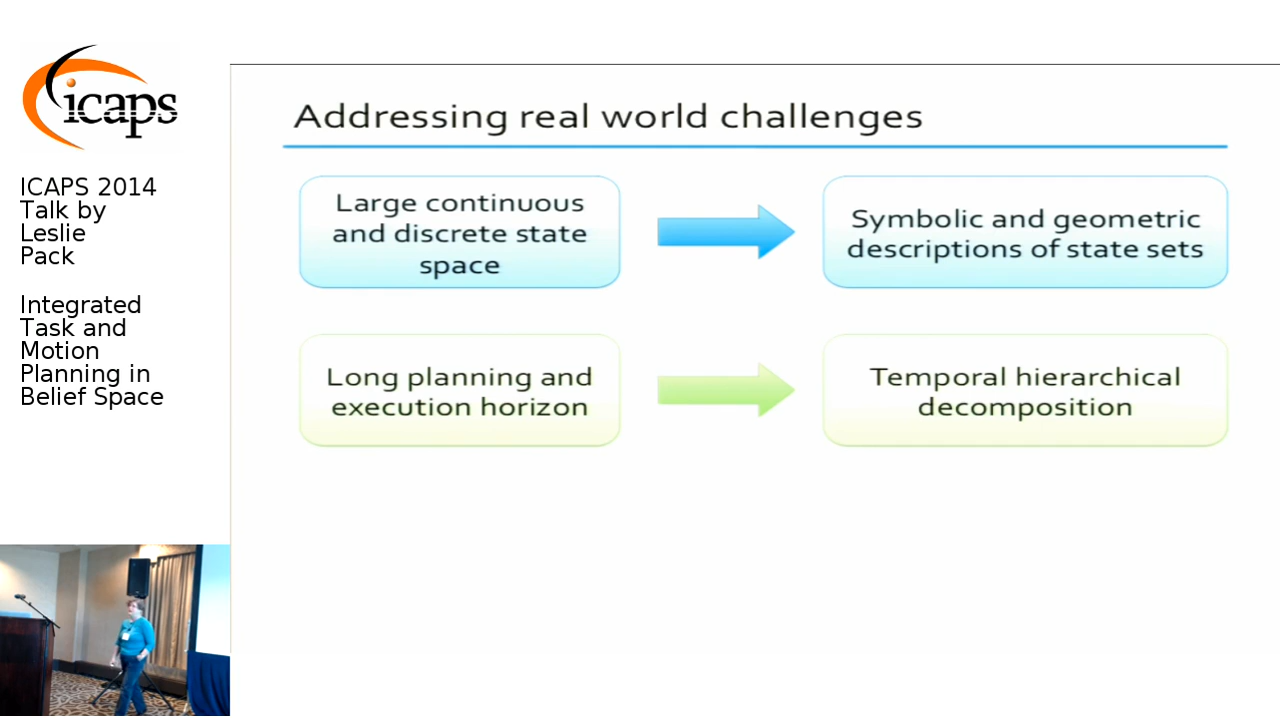 icaps
ICAPS 2014
Talk by
Leslie
Pack
Integrated
Task and
Motion
Planning in
Belief Space
Addressing real world challenges
Large continuous
and discrete state
space
Symbolic and geometric
descriptions of state sets
Long planning and
execution horizon
Temporal hierarchical
decomposition